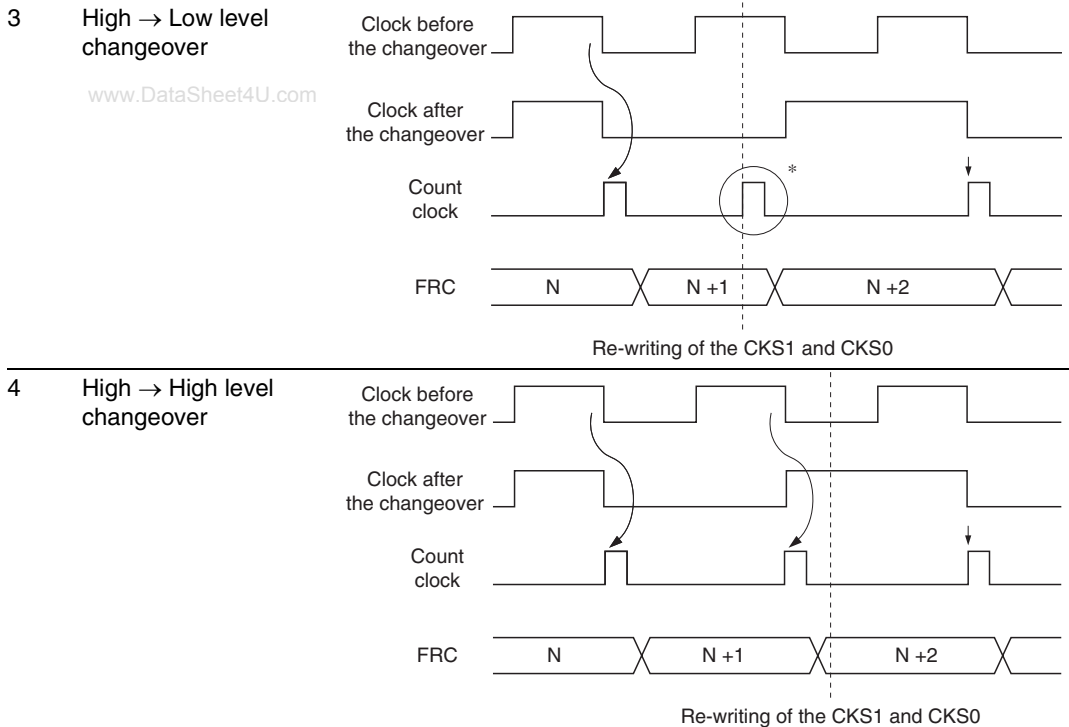 3 High → Low level
changeover
www.DataSheet4U.com
Clock before
the changeover
Clock after
the changeover
Count
clock
*
FRC N N +1 N +2
Re-writing of the CKS1 and CKS0
4 High → High level
changeover
Clock before
the changeover
Clock after
the changeover
Count
clock
FRC N N +1 N +2
Re-writing of the CKS1 and CKS0